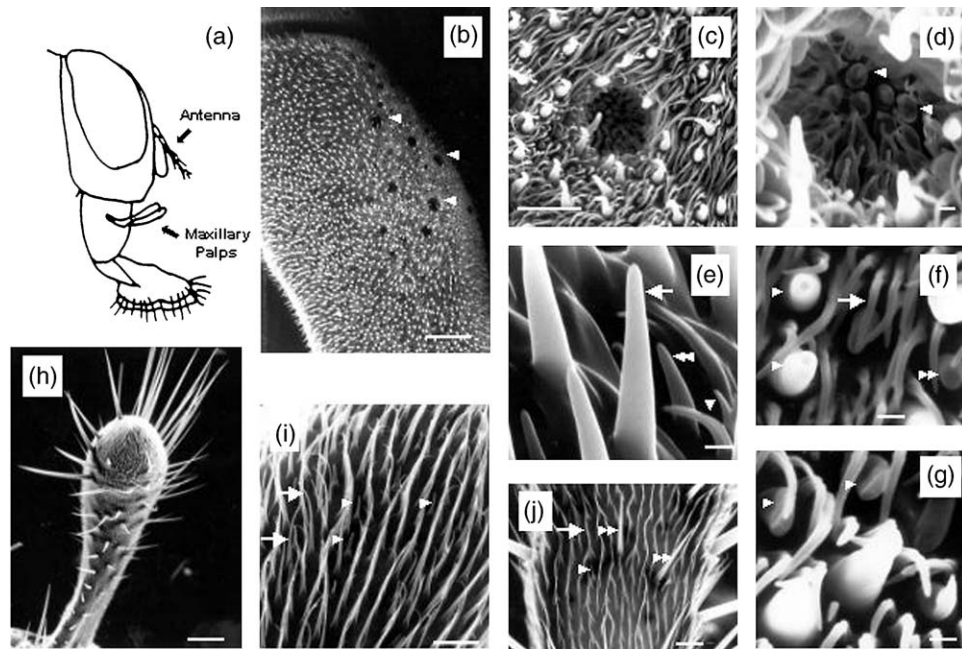 (a)
Antenna
Maxillary
Palps
(b)
(c)
(d)
(e)
(f)
(g)
(h)
(i)
(j)